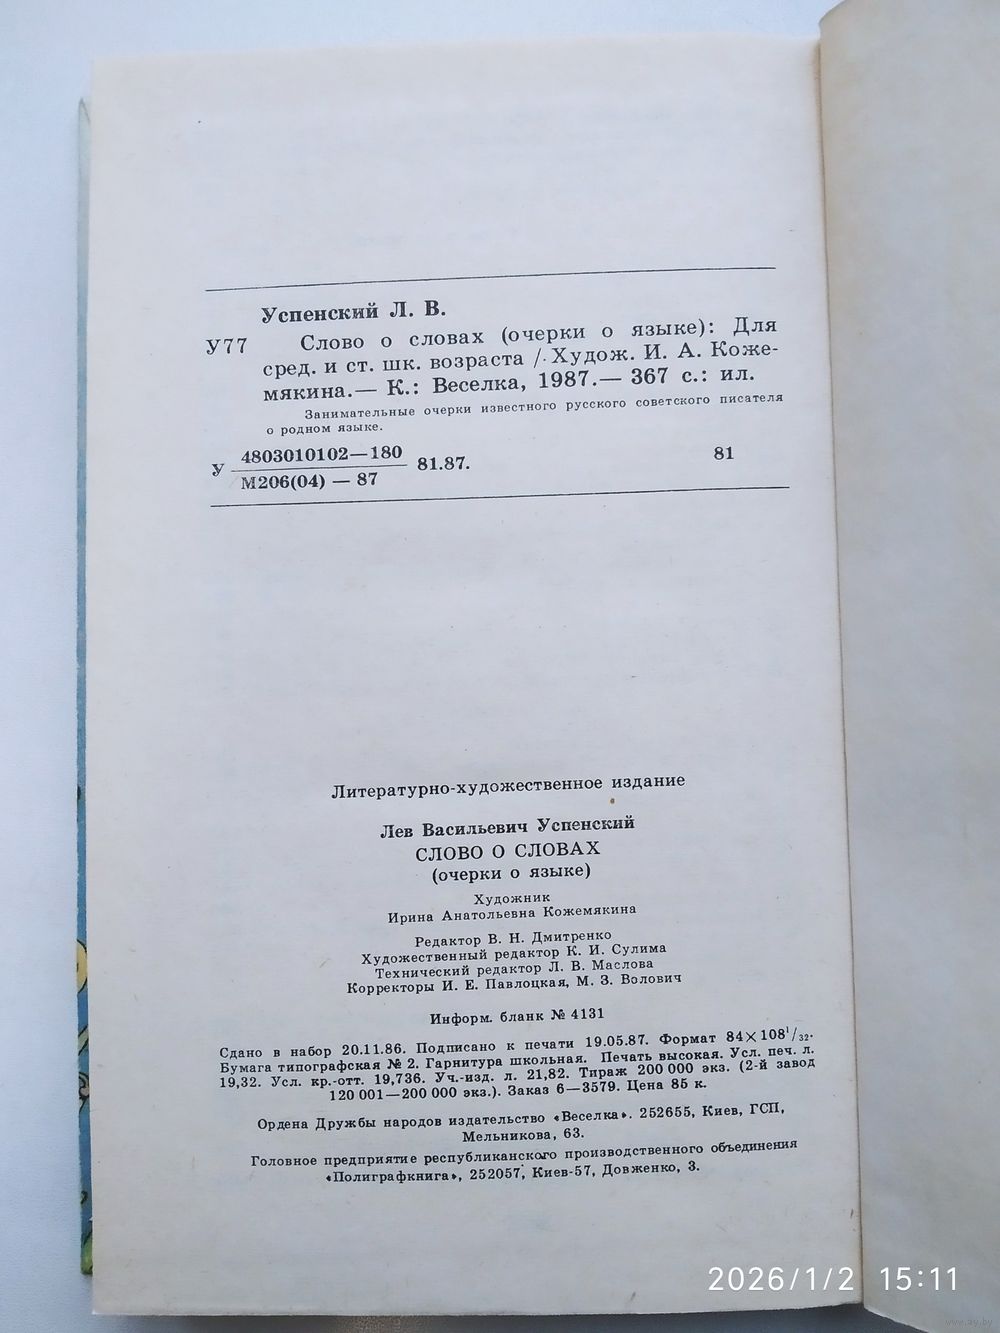 Успенский Л. В.
У77 Слово о словах (очерки о языке): Для
сред. и ст. шк. возраста / Худож. И. А. Коже-
мякина.— К.: Веселка, 1987.— 367 с.: ил.
Занимательные очерки известного русского советского писателя
о родном языке.
У 4803010102—180 81.87. 81
М206(04) — 87
Литературно-художественное издание
Лев Васильевич Успенский
СЛОВО О СЛОВАХ
(очерки о языке)
Художник
Ирина Анатольевна Кожемякина
Редактор В. Н. Дмитренко
Художественный редактор К. И. Сулима
Технический редактор Л. В. Маслова
Корректоры И. Е. Павлоцкая, М. З. Волович
Информ. бланк № 4131
Сдано в набор 20.11.86. Подписано к печати 19.05.87. Формат 84×108¹/₃₂.
Бумага типографская № 2. Гарнитура школьная. Печать высокая. Усл. печ. л.
19,32. Усл. кр.-отт. 19,736. Уч.-изд. л. 21,82. Тираж 200 000 экз. (2-й завод
120 001—200 000 экз.). Заказ 6—3579. Цена 85 к.
Ордена Дружбы народов издательство «Веселка». 252655, Киев, ГСП,
Мельникова, 63.
Головное предприятие республиканского производственного объединения
«Полиграфкнига», 252057, Киев-57, Довженко, 3.
2026/1/2 15:11
www.ay.by